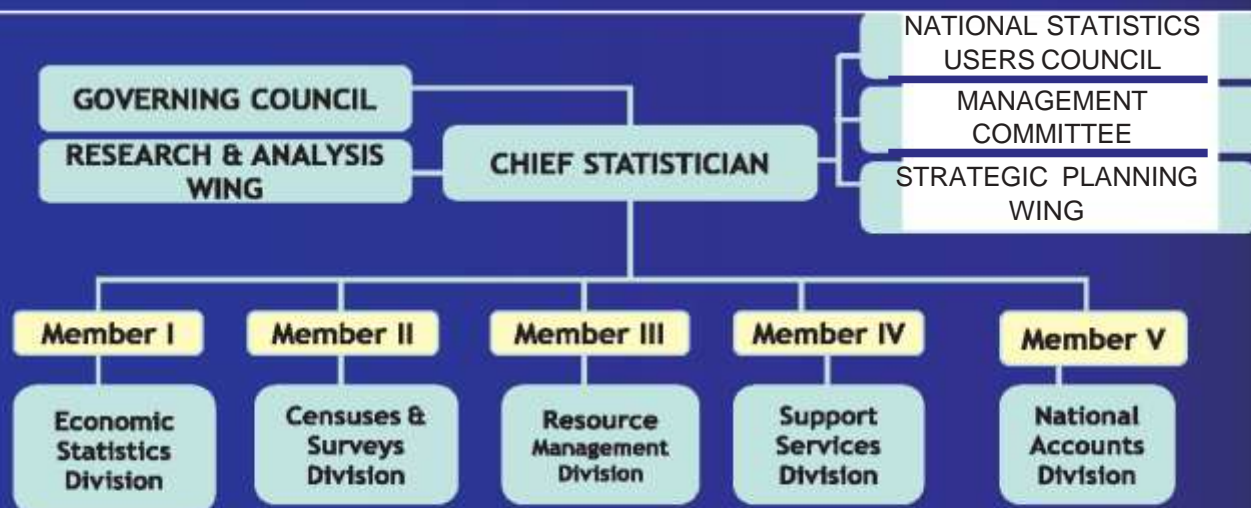 GOVERNING COUNCIL
RESEARCH & ANALYSIS
WING
CHIEF STATISTICIAN
NATIONAL STATISTICS
USERS COUNCIL
MANAGEMENT
COMMITTEE
STRATEGIC PLANNING
WING
Member I
Member II
Member III
Member IV
Member V
Economic
Statistics
Division
Censuses &
Surveys
Division
Resource
Management
Division
Support
Services
Division
National
Accounts
Division